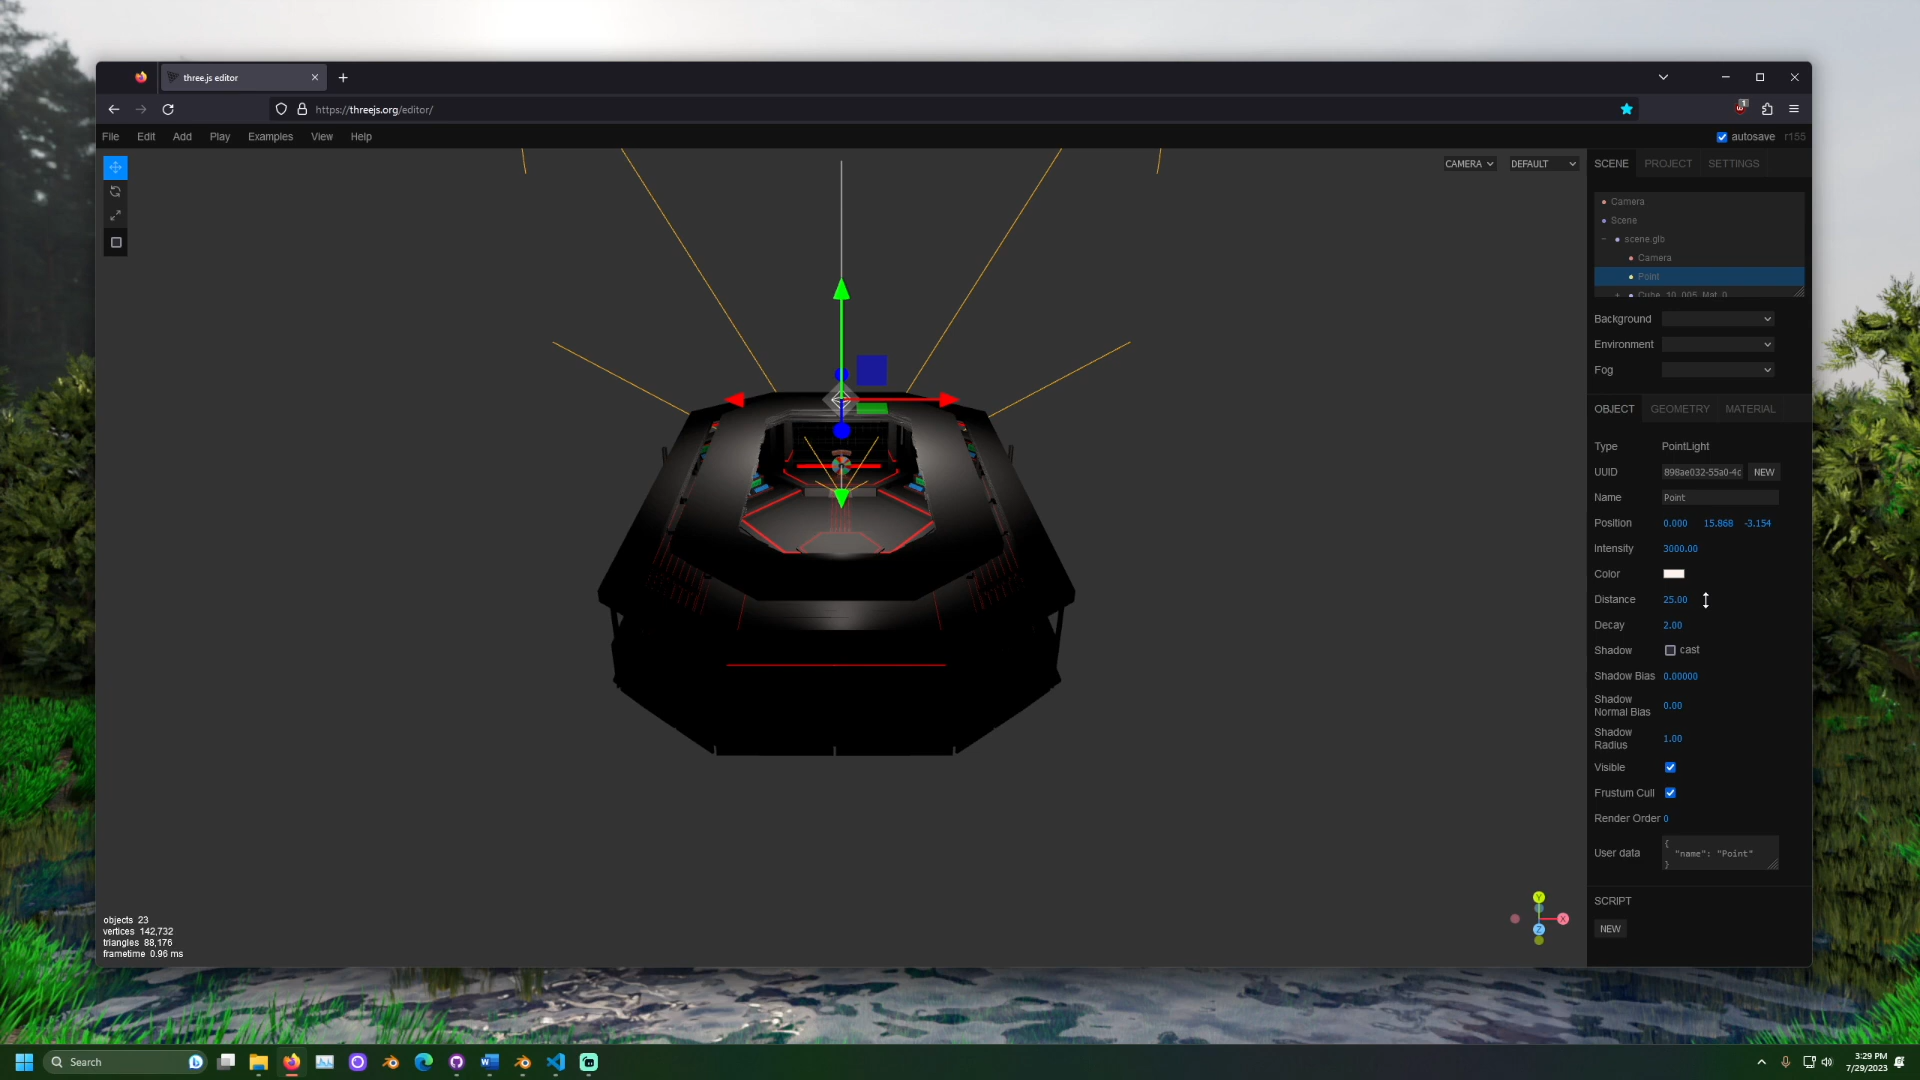 three.js editor
https://threejs.org/editor/
1
File Edit Add Play Examples View Help
autosave r155
CAMERA DEFAULT
SCENE PROJECT SETTINGS
Camera
Scene
scene.glb
Camera
Point
Cube_10_005_Mat_0
Background
Environment
Fog
OBJECT GEOMETRY MATERIAL
Type PointLight
UUID 898ae032-55a0-4c NEW
Name Point
Position 0.000 15.868 -3.154
Intensity 3000.00
Color
Distance 25.00
Decay 2.00
Shadow cast
Shadow Bias 0.00000
Shadow
Normal Bias 0.00
Shadow
Radius 1.00
Visible
Frustum Cull
Render Order 0
User data {
"name": "Point"
}
SCRIPT
NEW
Y
X
Z
objects 23
vertices 142,732
triangles 88,176
frametime 0.96 ms
Search
3:29 PM
7/29/2023